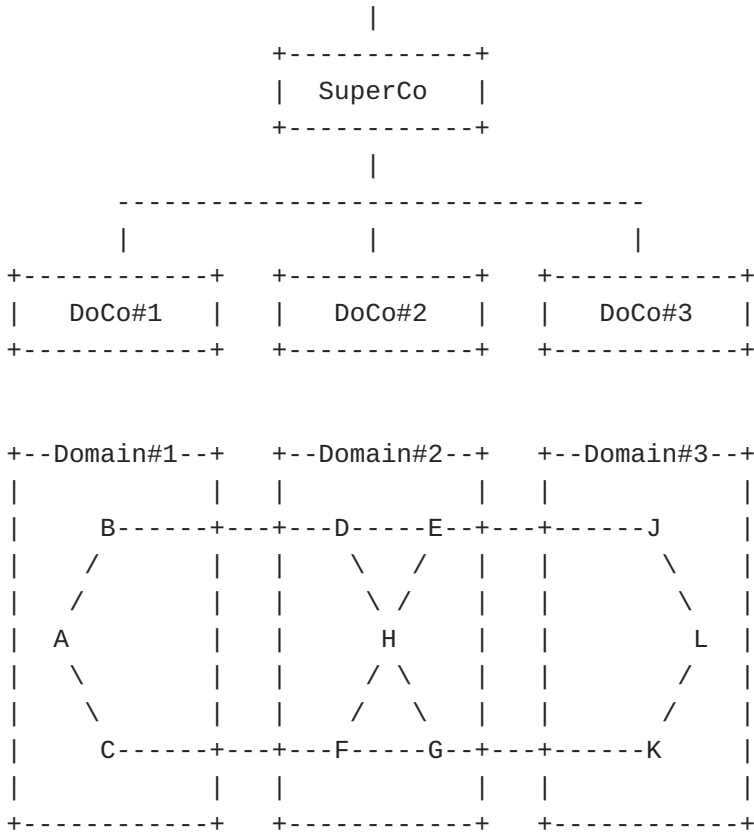 SuperCo
DoCo#1 DoCo#2 DoCo#3
Domain#1 Domain#2 Domain#3
B D E J
A H L
C F G K